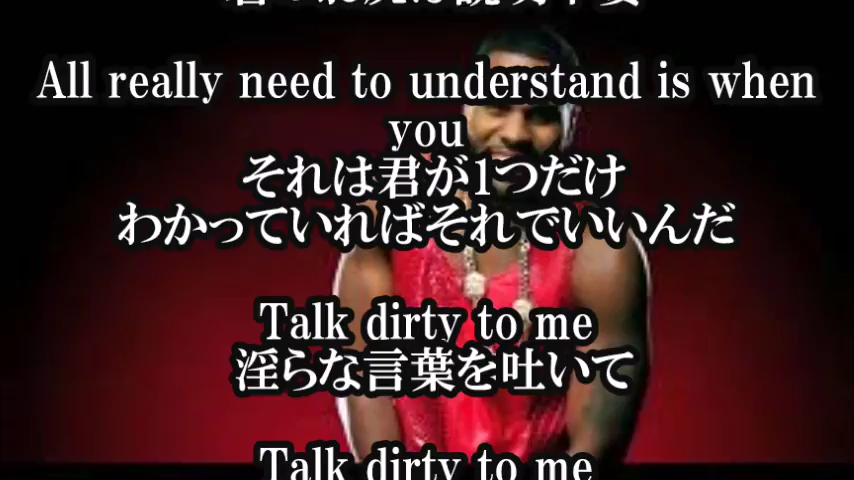 All really need to understand is when
you
それは君が1つだけ
わかっていればそれでいいんだ
Talk dirty to me
淫らな言葉を吐いて
Talk dirty to me